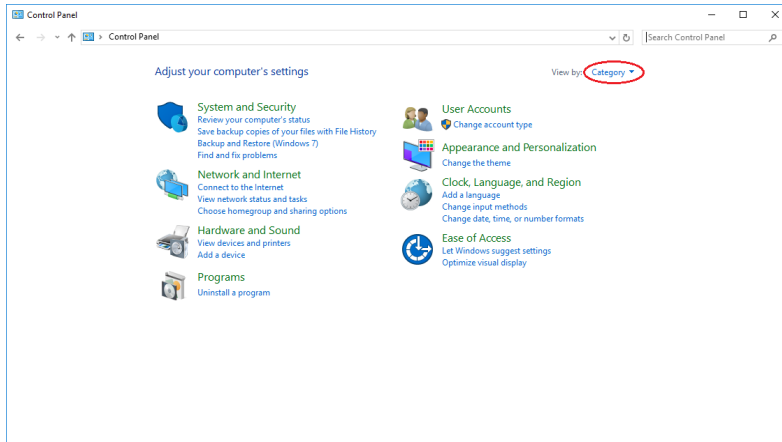 Control Panel
Control Panel
Search Control Panel
Adjust your computer's settings
View by: Category
System and Security
Review your computer's status
Save backup copies of your files with File History
Backup and Restore (Windows 7)
Find and fix problems
Network and Internet
Connect to the Internet
View network status and tasks
Choose homegroup and sharing options
Hardware and Sound
View devices and printers
Add a device
Programs
Uninstall a program
User Accounts
Change account type
Appearance and Personalization
Change the theme
Clock, Language, and Region
Add a language
Change input methods
Change date, time, or number formats
Ease of Access
Let Windows suggest settings
Optimize visual display